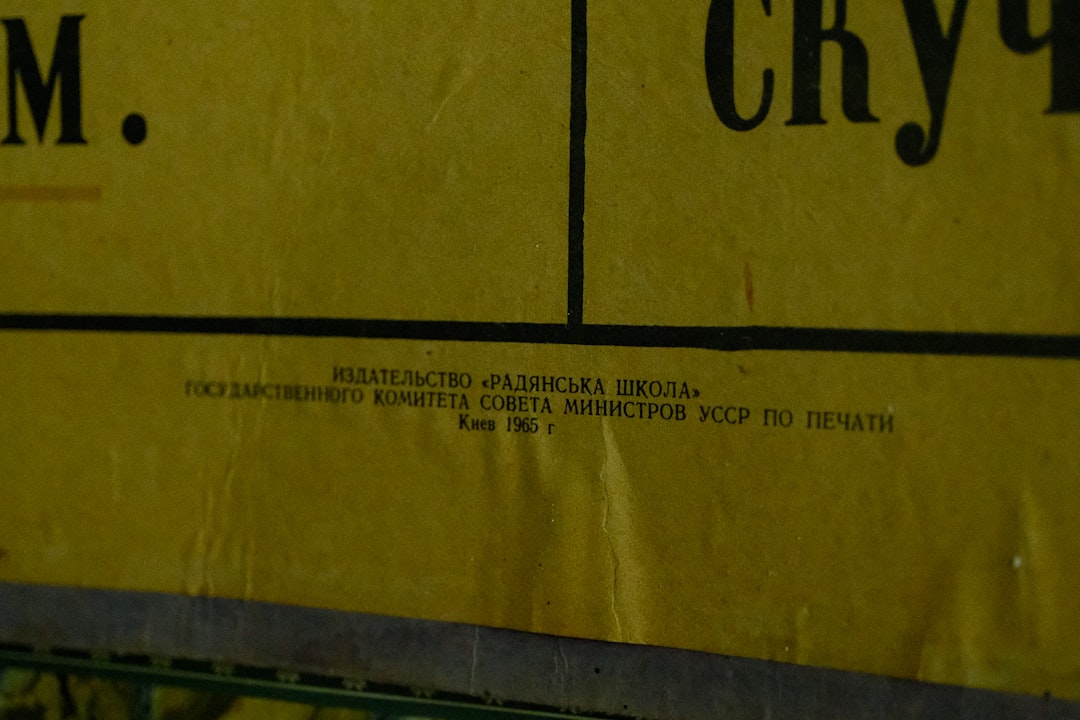 м.
скуч
ИЗДАТЕЛЬСТВО «РАДЯНСЬКА ШКОЛА»
ГОСУДАРСТВЕННОГО КОМИТЕТА СОВЕТА МИНИСТРОВ УССР ПО ПЕЧАТИ
Киев 1965 г